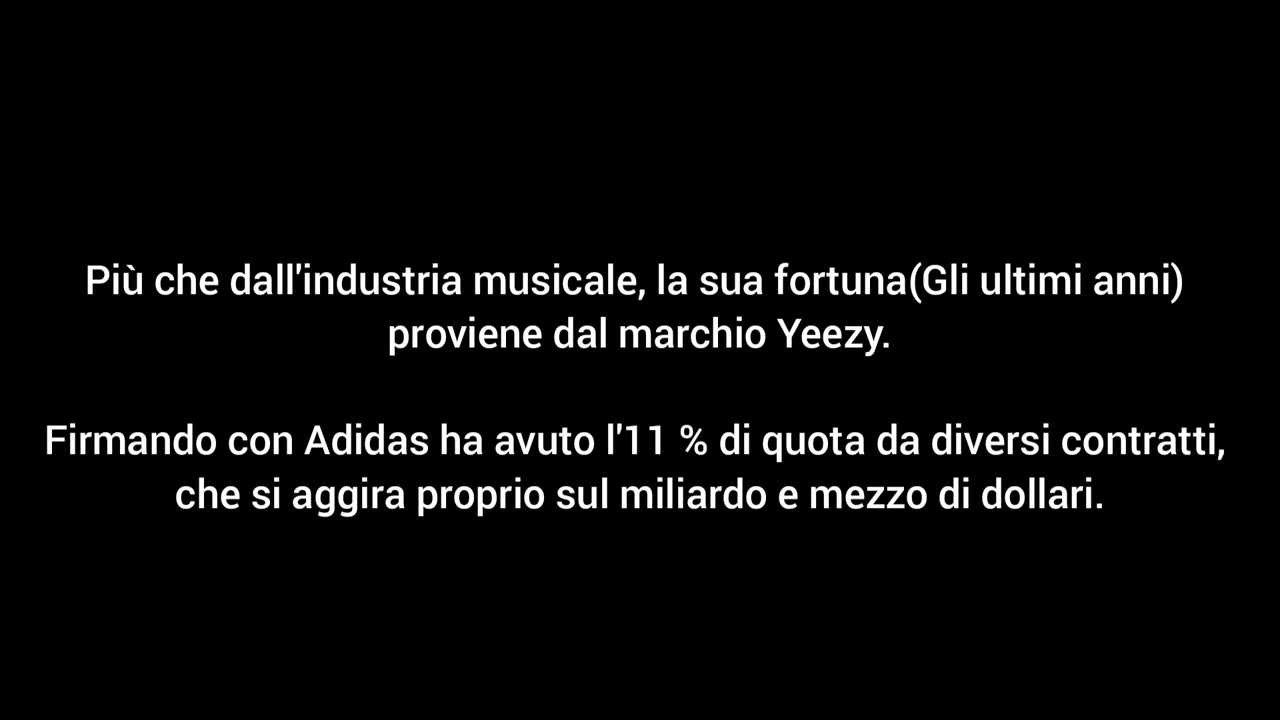 Più che dall'industria musicale, la sua fortuna(Gli ultimi anni)
proviene dal marchio Yeezy.
Firmando con Adidas ha avuto l'11 % di quota da diversi contratti,
che si aggira proprio sul miliardo e mezzo di dollari.